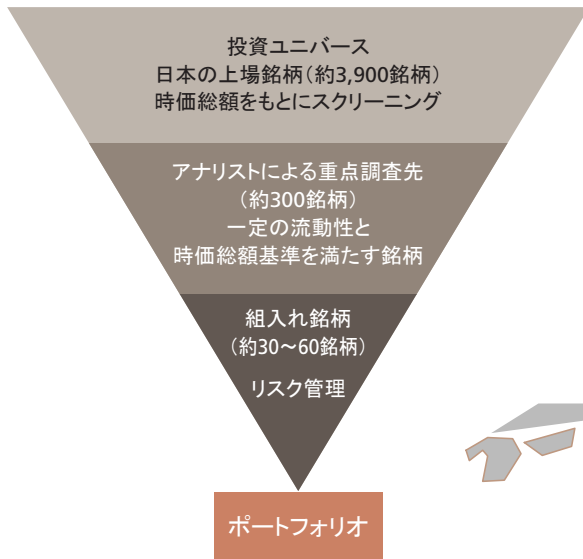 投資ユニバース
日本の上場銘柄（約3,900銘柄）
時価総額をもとにスクリーニング
アナリストによる重点調査先
（約300銘柄）
一定の流動性と
時価総額基準を満たす銘柄
組入れ銘柄
（約30～60銘柄）
リスク管理
ポートフォリオ